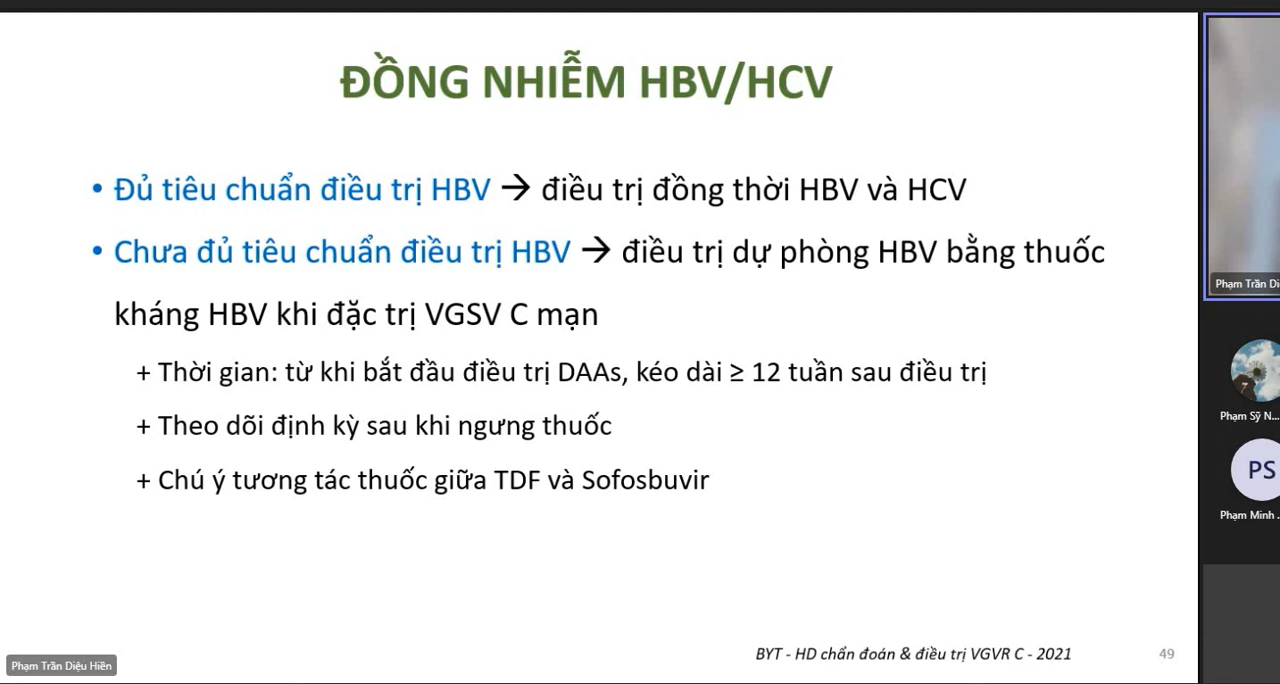 ĐỒNG NHIỄM HBV/HCV
• Đủ tiêu chuẩn điều trị HBV → điều trị đồng thời HBV và HCV
• Chưa đủ tiêu chuẩn điều trị HBV → điều trị dự phòng HBV bằng thuốc
kháng HBV khi đặc trị VGSV C mạn
+ Thời gian: từ khi bắt đầu điều trị DAAs, kéo dài ≥ 12 tuần sau điều trị
+ Theo dõi định kỳ sau khi ngưng thuốc
+ Chú ý tương tác thuốc giữa TDF và Sofosbuvir
BYT - HD chẩn đoán & điều trị VGVR C - 2021
49
Phạm Trần Diệu Hiền
Phạm Trần Di
Phạm Sỹ N...
PS
Phạm Minh .